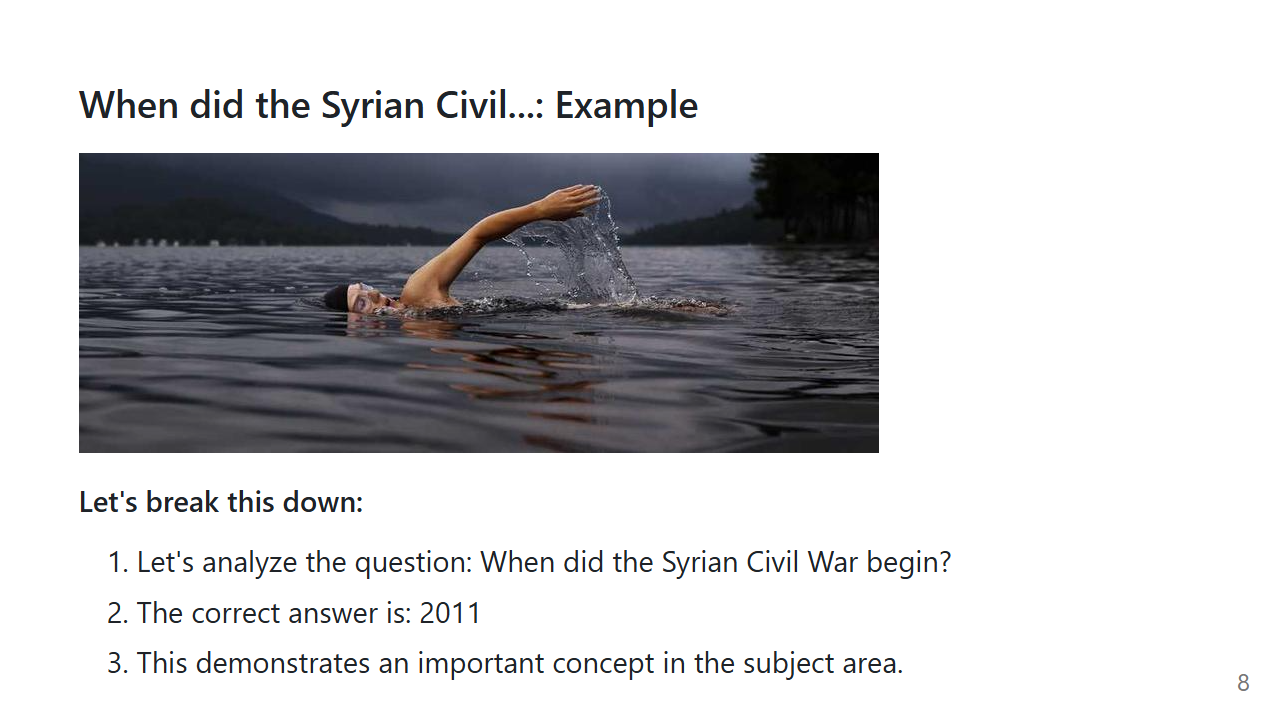 When did the Syrian Civil...: Example
Let's break this down:
1. Let's analyze the question: When did the Syrian Civil War begin?
2. The correct answer is: 2011
3. This demonstrates an important concept in the subject area.
8